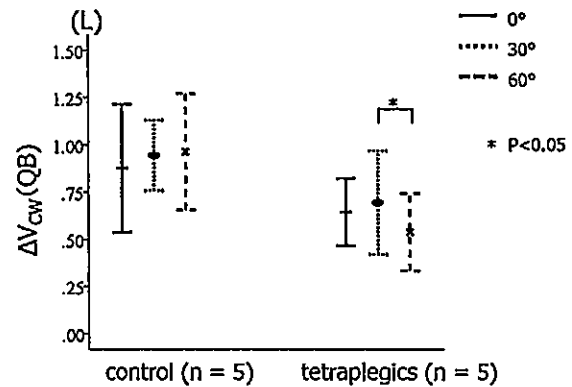 (L)
1.50
1.25
1.00
.75
.50
.25
.00
ΔV_CW(QB)
control (n = 5)
tetraplegics (n = 5)
*
0°
30°
60°
* P<0.05